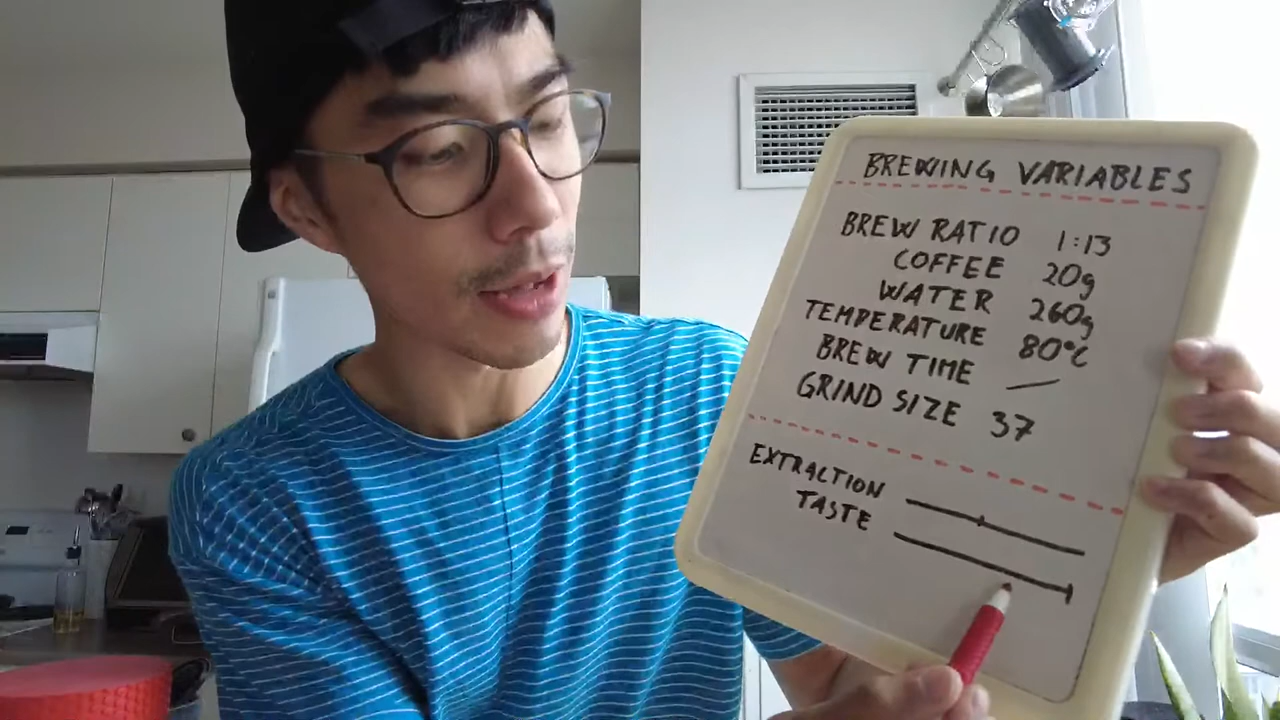 BREWING VARIABLES
BREW RATIO 1:13
COFFEE 20g
WATER 260g
TEMPERATURE 80°C
BREW TIME —
GRIND SIZE 37
EXTRACTION
TASTE